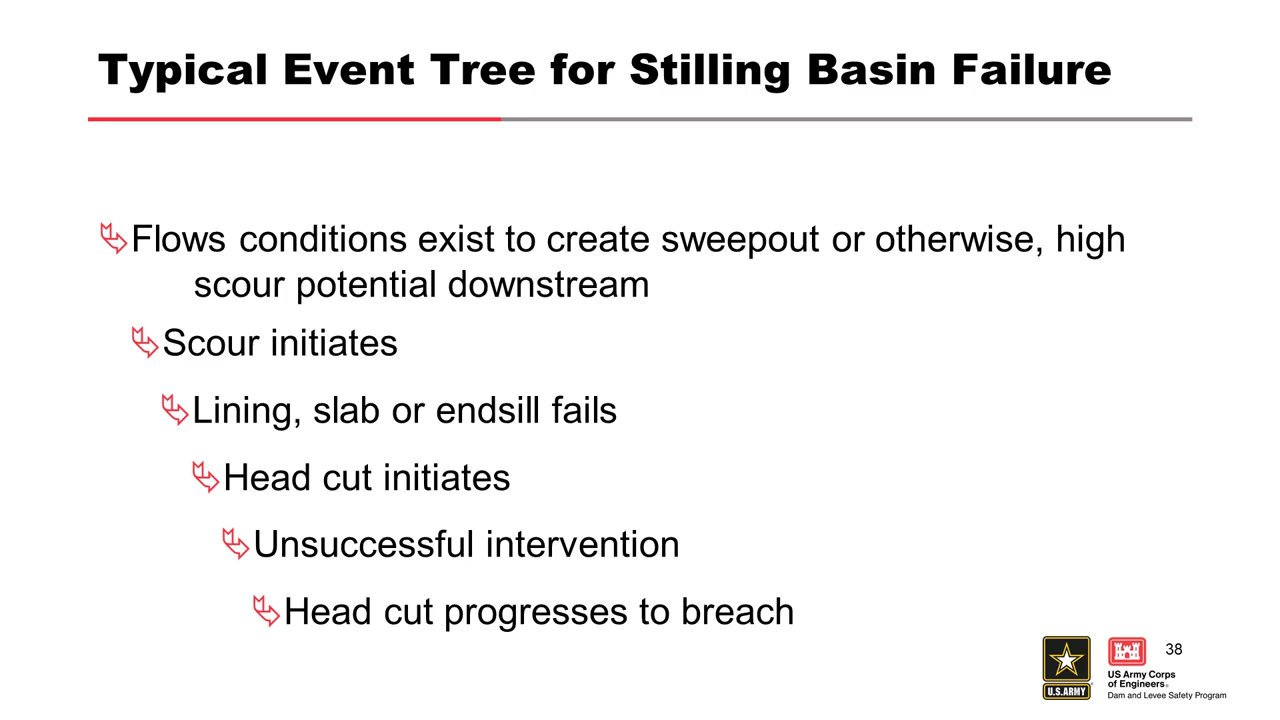 Typical Event Tree for Stilling Basin Failure
Flows conditions exist to create sweepout or otherwise, high
scour potential downstream
Scour initiates
Lining, slab or endsill fails
Head cut initiates
Unsuccessful intervention
Head cut progresses to breach
38
U.S.ARMY
US Army Corps
of Engineers®
Dam and Levee Safety Program